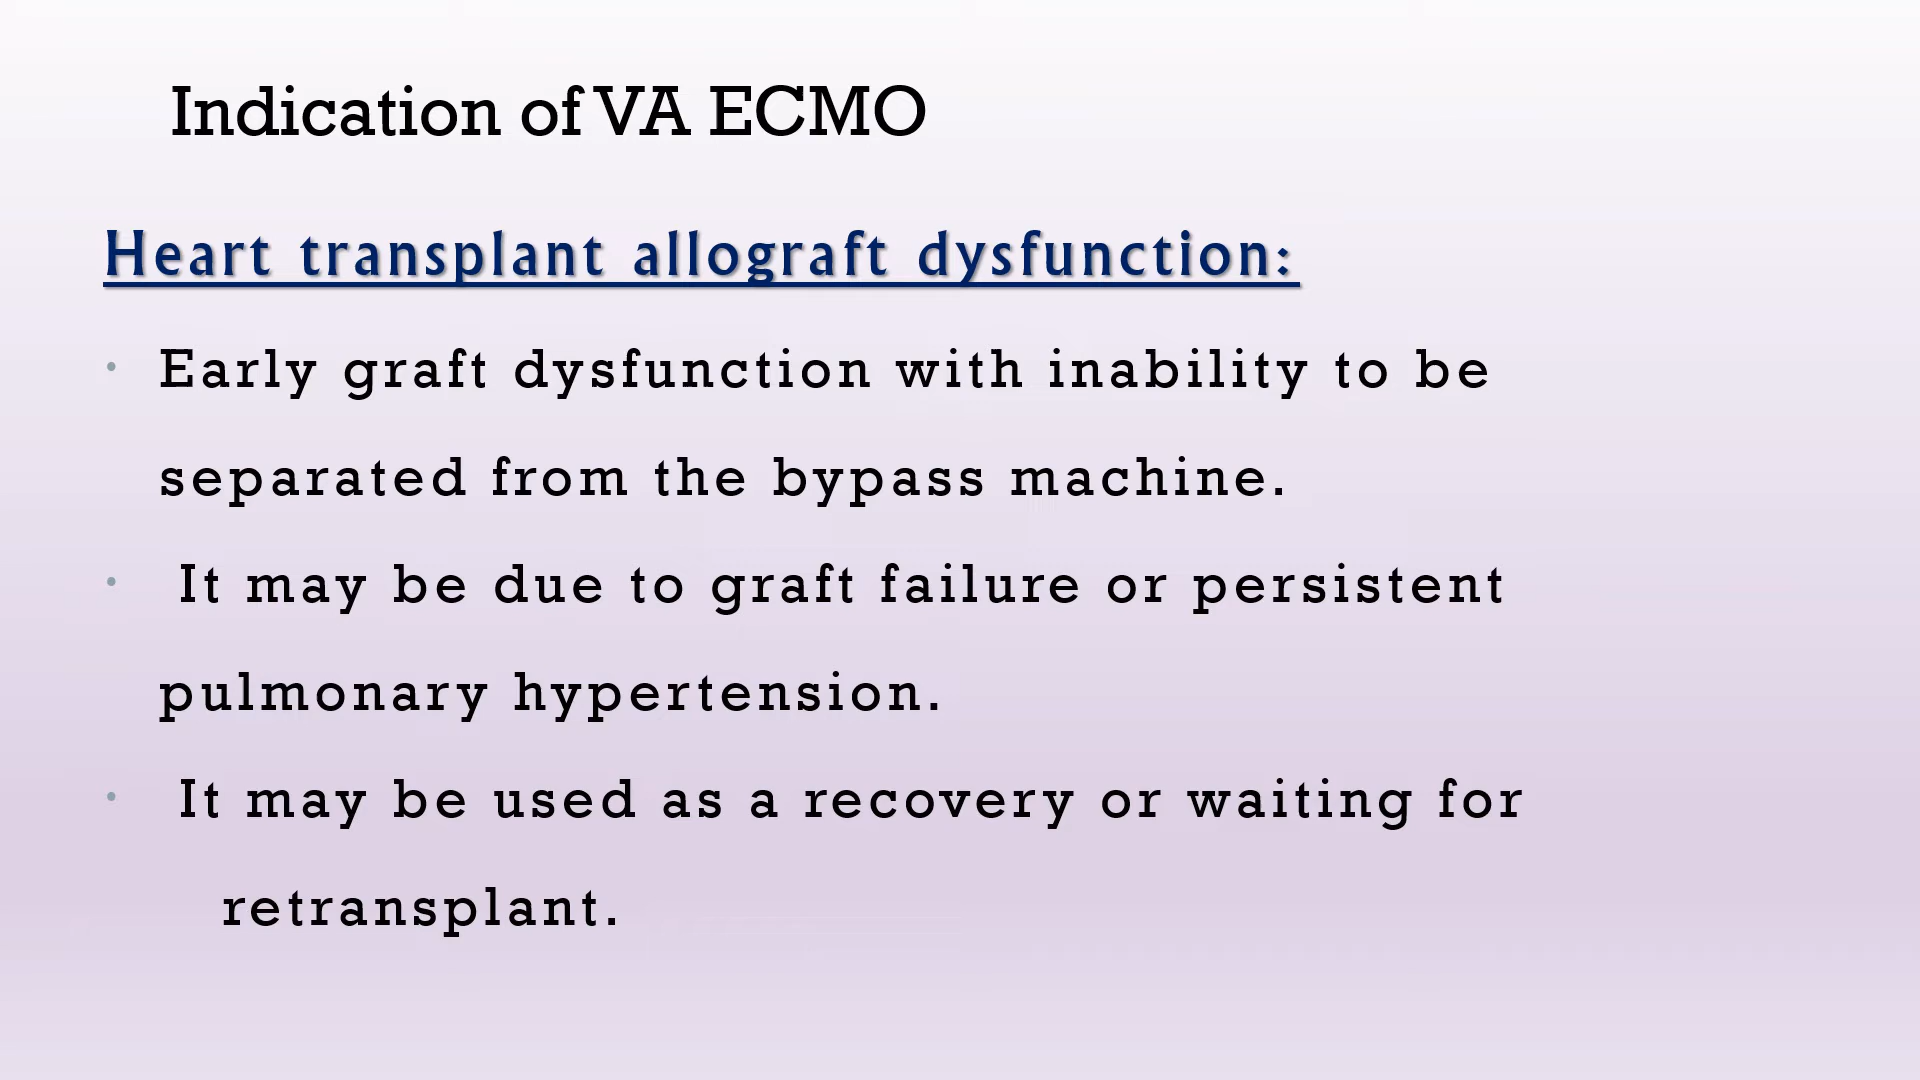 Indication of VA ECMO
Heart transplant allograft dysfunction:
• Early graft dysfunction with inability to be
separated from the bypass machine.
• It may be due to graft failure or persistent
pulmonary hypertension.
• It may be used as a recovery or waiting for
retransplant.